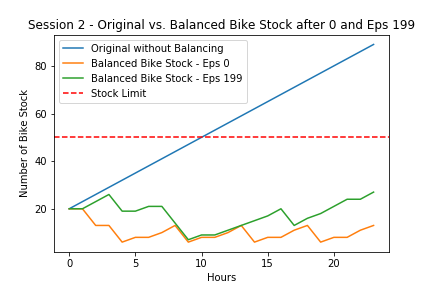 Session 2 - Original vs. Balanced Bike Stock after 0 and Eps 199
Original without Balancing
Balanced Bike Stock - Eps 0
Balanced Bike Stock - Eps 199
Stock Limit
Number of Bike Stock
80
60
40
20
0
5
10
15
20
Hours